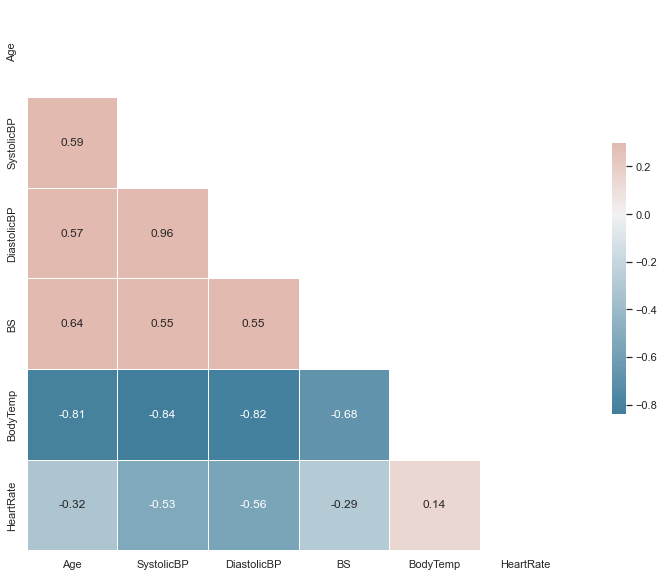 Age
SystolicBP
0.59
DiastolicBP
0.57 0.96
BS
0.64 0.55 0.55
BodyTemp
-0.81 -0.84 -0.82 -0.68
HeartRate
-0.32 -0.53 -0.56 -0.29 0.14
Age SystolicBP DiastolicBP BS BodyTemp HeartRate
0.2
0.0
−0.2
−0.4
−0.6
−0.8